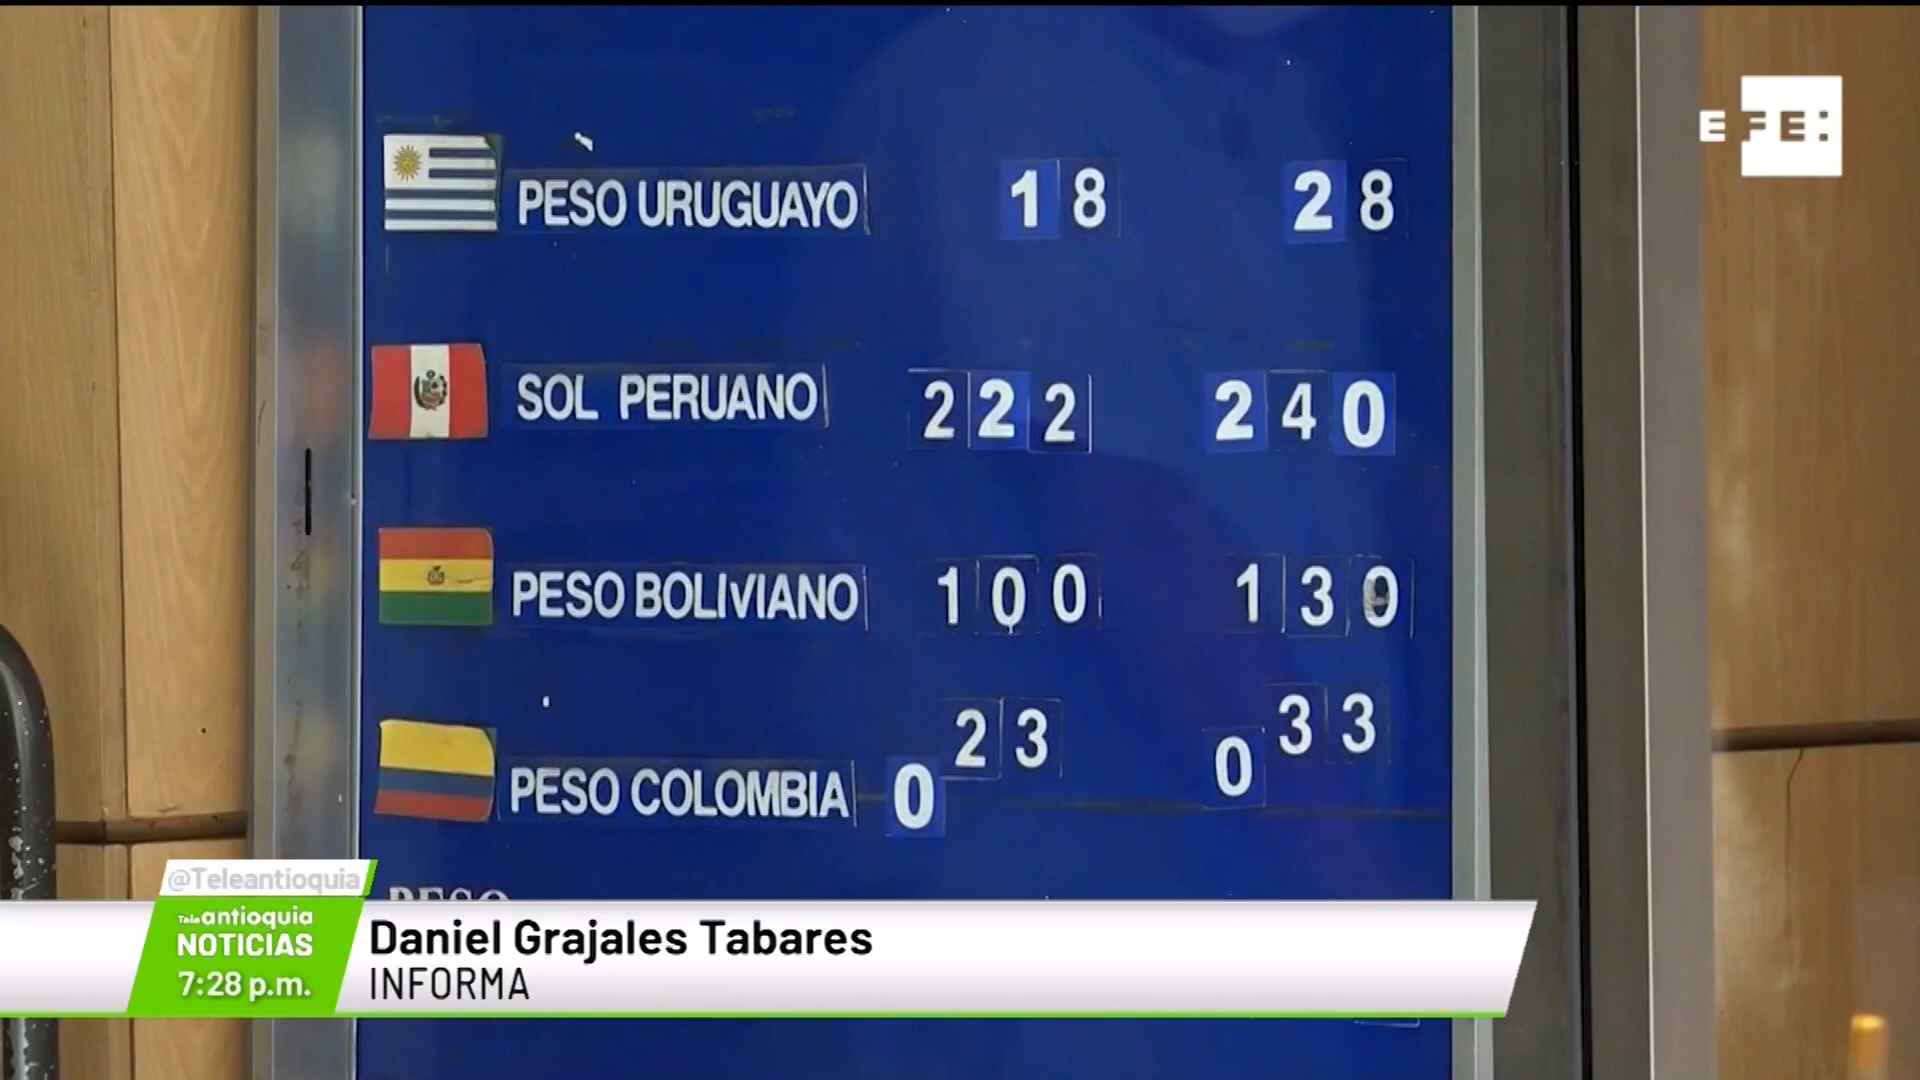 EFE:
PESO URUGUAYO 18 28
SOL PERUANO 222 240
PESO BOLIVIANO 100 130
PESO COLOMBIA 0 23 0 33
PESO
@Teleantioquia
Teleantioquia
NOTICIAS
7:28 p.m.
Daniel Grajales Tabares
INFORMA